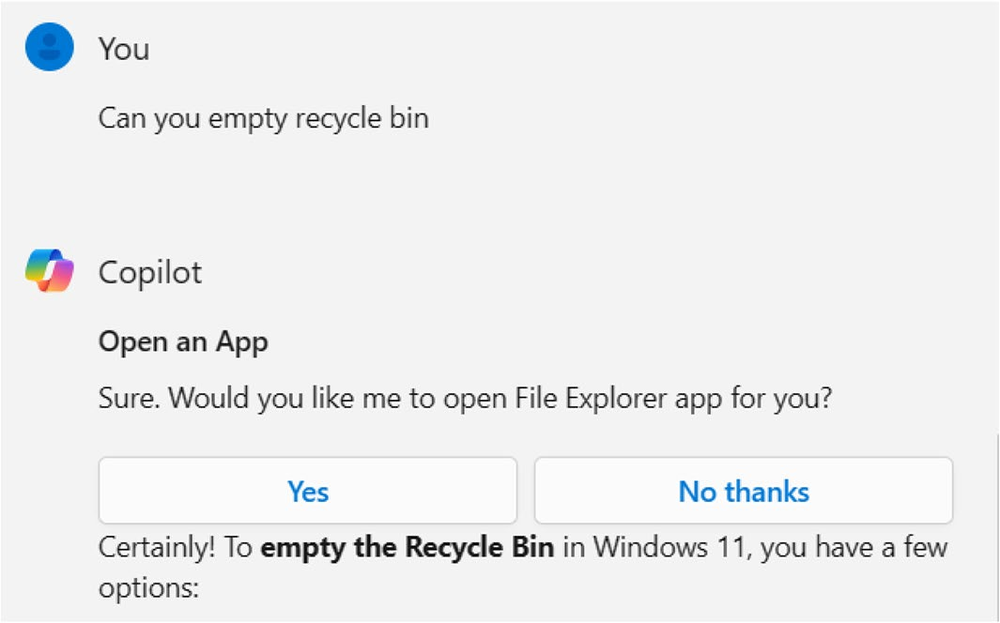 You
Can you empty recycle bin
Copilot
Open an App
Sure. Would you like me to open File Explorer app for you?
Yes
No thanks
Certainly! To empty the Recycle Bin in Windows 11, you have a few
options: